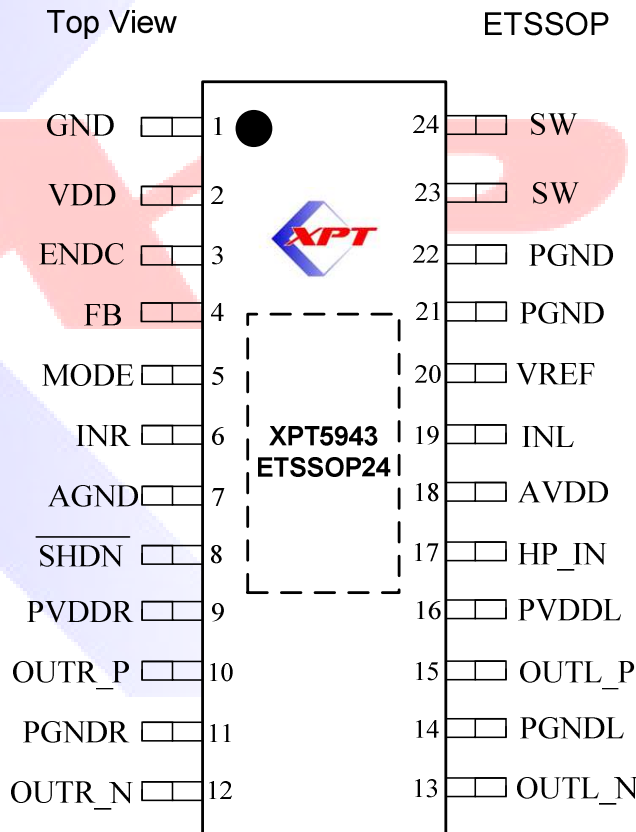 Top View ETSSOP
GND 1 24 SW
VDD 2 23 SW
XPT
ENDC 3 22 PGND
FB 4 21 PGND
MODE 5 20 VREF
INR 6 19 INL
XPT5943
ETSSOP24
AGND 7 18 AVDD
SHDN 8 17 HP_IN
PVDDR 9 16 PVDDL
OUTR_P 10 15 OUTL_P
PGNDR 11 14 PGNDL
OUTR_N 12 13 OUTL_N